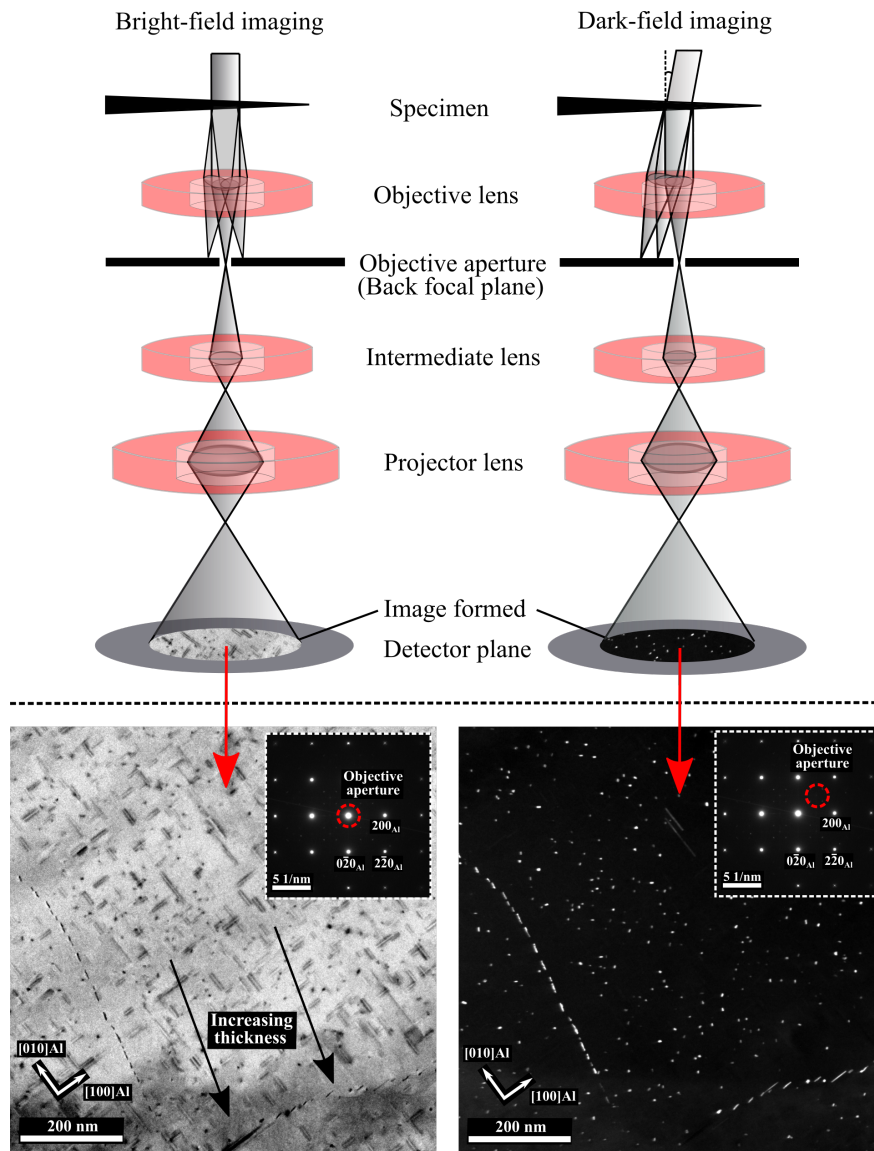 Bright-field imaging
Dark-field imaging
Specimen
Objective lens
Objective aperture
(Back focal plane)
Intermediate lens
Projector lens
Image formed
Detector plane
Objective
aperture
200Al
02̄0Al
22̄0Al
5 1/nm
Increasing
thickness
[010]Al
[100]Al
200 nm
Objective
aperture
200Al
02̄0Al
22̄0Al
5 1/nm
[010]Al
[100]Al
200 nm